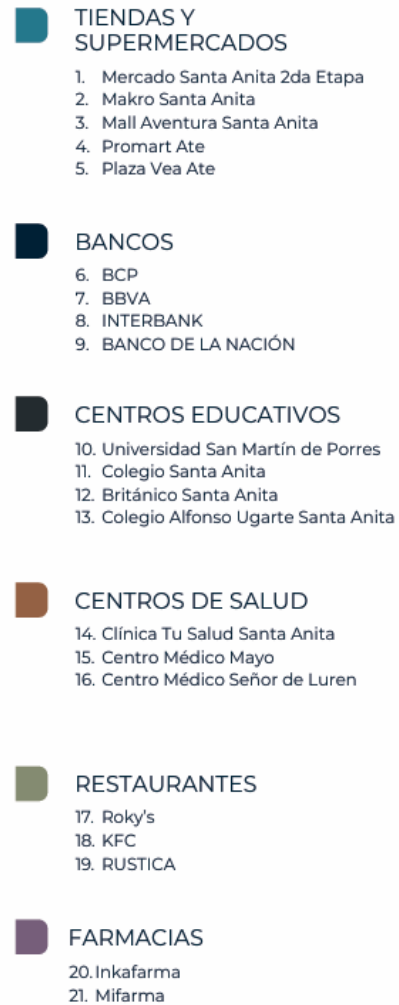 TIENDAS Y
SUPERMERCADOS
1. Mercado Santa Anita 2da Etapa
2. Makro Santa Anita
3. Mall Aventura Santa Anita
4. Promart Ate
5. Plaza Vea Ate
BANCOS
6. BCP
7. BBVA
8. INTERBANK
9. BANCO DE LA NACIÓN
CENTROS EDUCATIVOS
10. Universidad San Martín de Porres
11. Colegio Santa Anita
12. Británico Santa Anita
13. Colegio Alfonso Ugarte Santa Anita
CENTROS DE SALUD
14. Clínica Tu Salud Santa Anita
15. Centro Médico Mayo
16. Centro Médico Señor de Luren
RESTAURANTES
17. Roky's
18. KFC
19. RUSTICA
FARMACIAS
20. Inkafarma
21. Mifarma